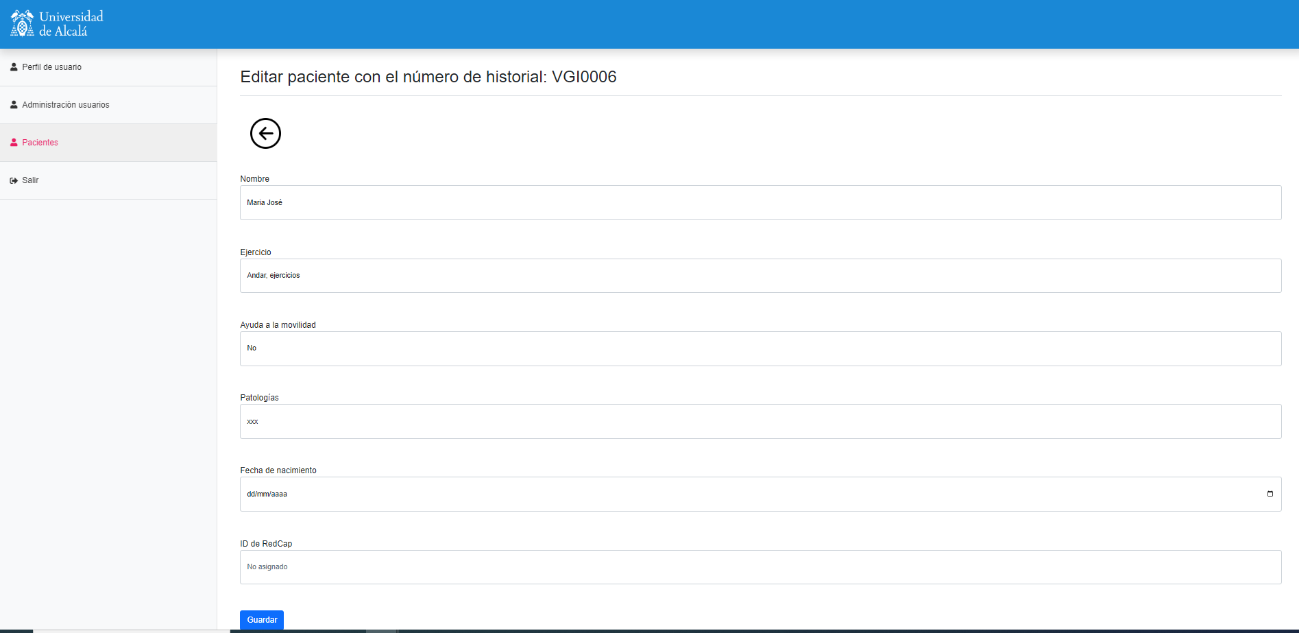 Universidad
de Alcalá
Perfil de usuario
Administración usuarios
Pacientes
Salir
Editar paciente con el número de historial: VGI0006
Nombre
Maria José
Ejercicio
Andar, ejercicios
Ayuda a la movilidad
No
Patologías
xxx
Fecha de nacimiento
dd/mm/aaaa
ID de RedCap
No asignado
Guardar